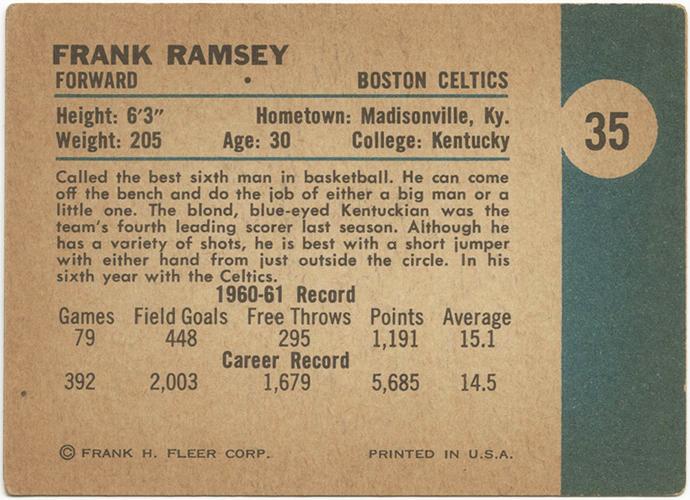 FRANK RAMSEY
FORWARD • BOSTON CELTICS
Height: 6'3" Hometown: Madisonville, Ky.
Weight: 205 Age: 30 College: Kentucky
35
Called the best sixth man in basketball. He can come
off the bench and do the job of either a big man or a
little one. The blond, blue-eyed Kentuckian was the
team's fourth leading scorer last season. Although he
has a variety of shots, he is best with a short jumper
with either hand from just outside the circle. In his
sixth year with the Celtics.
1960-61 Record
Games Field Goals Free Throws Points Average
79 448 295 1,191 15.1
Career Record
392 2,003 1,679 5,685 14.5
© FRANK H. FLEER CORP. PRINTED IN U.S.A.